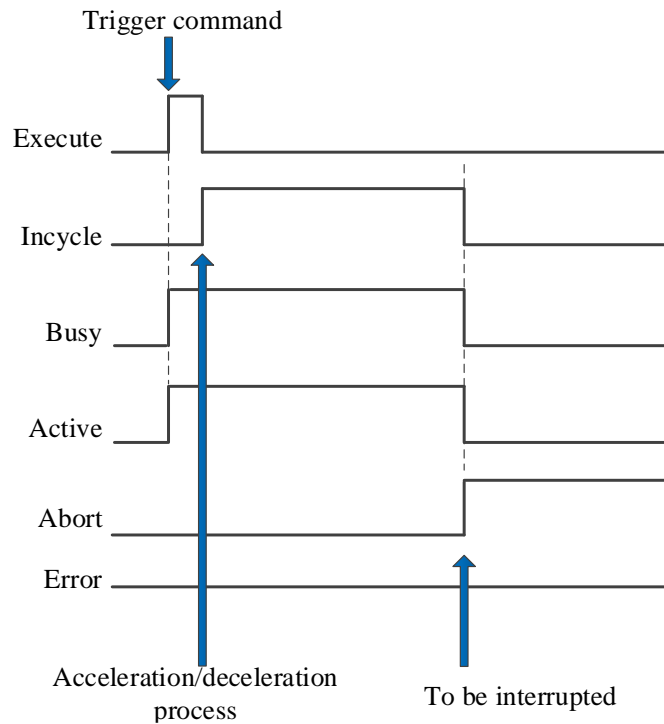 Trigger command
Execute
Incycle
Busy
Active
Abort
Error
Acceleration/deceleration
process
To be interrupted